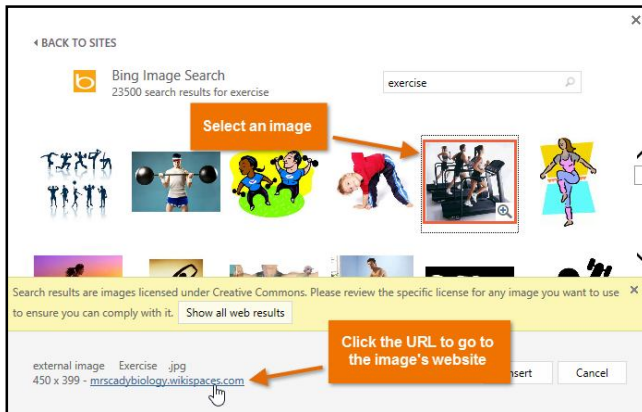 BACK TO SITES
Bing Image Search
23500 search results for exercise
exercise
Select an image
Search results are images licensed under Creative Commons. Please review the specific license for any image you want to use
to ensure you can comply with it. Show all web results
Click the URL to go to
the image's website
external image Exercise .jpg
450 x 399 - mrscadybiology.wikispaces.com
Cancel